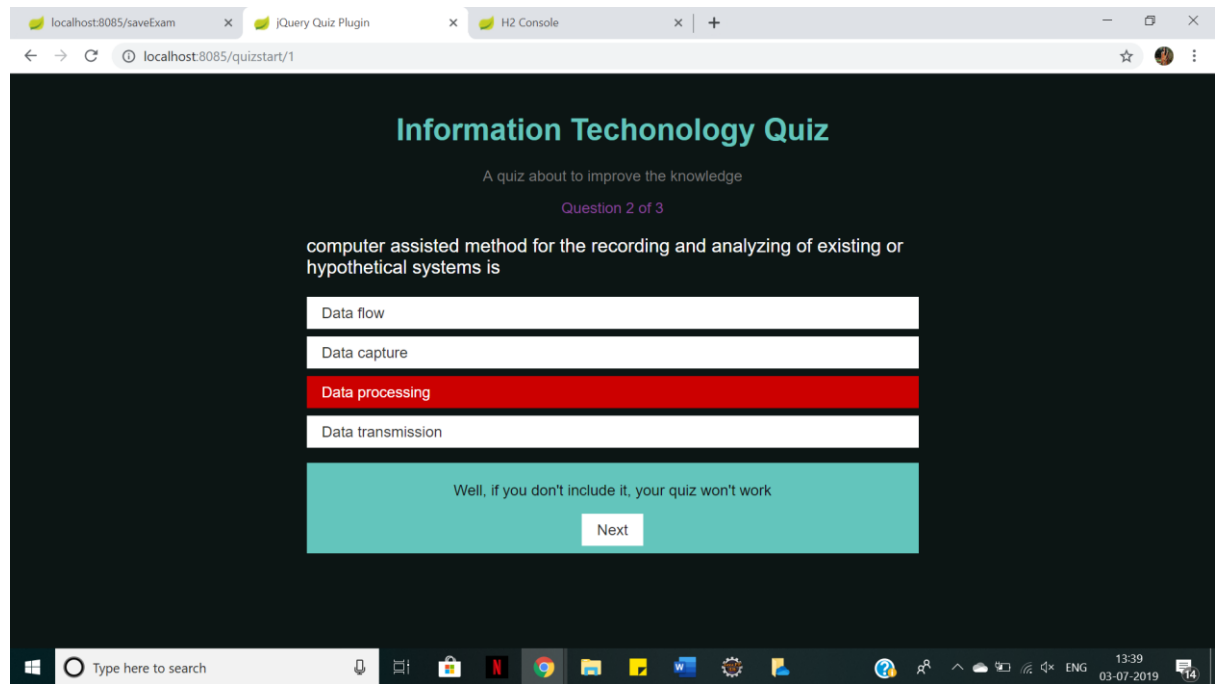 localhost:8085/saveExam
jQuery Quiz Plugin
H2 Console
localhost:8085/quizstart/1
Information Techonology Quiz
A quiz about to improve the knowledge
Question 2 of 3
computer assisted method for the recording and analyzing of existing or
hypothetical systems is
Data flow
Data capture
Data processing
Data transmission
Well, if you don't include it, your quiz won't work
Next
Type here to search
N
W
ENG
13:39
03-07-2019
14